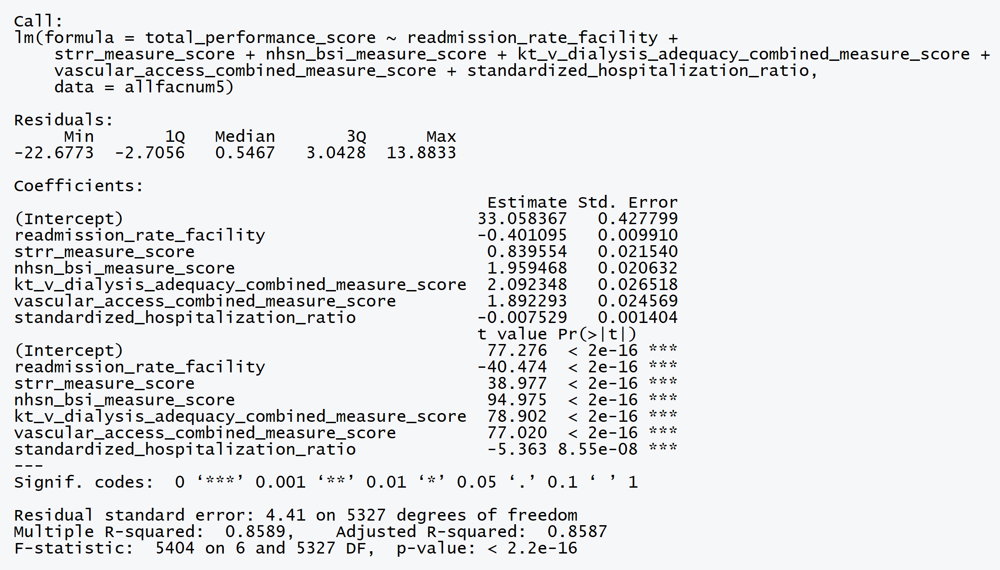 Call:
lm(formula = total_performance_score ~ readmission_rate_facility +
    strr_measure_score + nhsn_bsi_measure_score + kt_v_dialysis_adequacy_combined_measure_score +
    vascular_access_combined_measure_score + standardized_hospitalization_ratio,
    data = allfacnum5)

Residuals:
     Min       1Q   Median       3Q      Max
-22.6773  -2.7056   0.5467   3.0428  13.8833

Coefficients:
                                               Estimate Std. Error
(Intercept)                                   33.058367   0.427799
readmission_rate_facility                     -0.401095   0.009910
strr_measure_score                             0.839554   0.021540
nhsn_bsi_measure_score                         1.959468   0.020632
kt_v_dialysis_adequacy_combined_measure_score  2.092348   0.026518
vascular_access_combined_measure_score         1.892293   0.024569
standardized_hospitalization_ratio            -0.007529   0.001404
                                              t value Pr(>|t|)
(Intercept)                                    77.276  < 2e-16 ***
readmission_rate_facility                     -40.474  < 2e-16 ***
strr_measure_score                             38.977  < 2e-16 ***
nhsn_bsi_measure_score                         94.975  < 2e-16 ***
kt_v_dialysis_adequacy_combined_measure_score  78.902  < 2e-16 ***
vascular_access_combined_measure_score         77.020  < 2e-16 ***
standardized_hospitalization_ratio             -5.363 8.55e-08 ***
---
Signif. codes:  0 ‘***’ 0.001 ‘**’ 0.01 ‘*’ 0.05 ‘.’ 0.1 ‘ ’ 1

Residual standard error: 4.41 on 5327 degrees of freedom
Multiple R-squared:  0.8589,    Adjusted R-squared:  0.8587
F-statistic:  5404 on 6 and 5327 DF,  p-value: < 2.2e-16